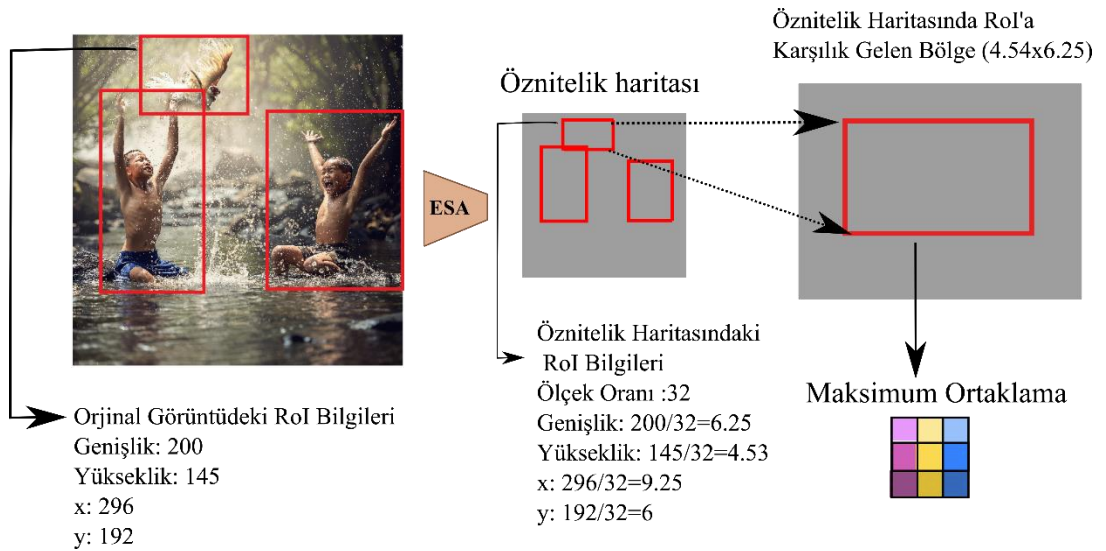 Öznitelik Haritasında RoI'a
Karşılık Gelen Bölge (4.54x6.25)
Öznitelik haritası
ESA
Öznitelik Haritasındaki
RoI Bilgileri
Ölçek Oranı :32
Genişlik: 200/32=6.25
Yükseklik: 145/32=4.53
x: 296/32=9.25
y: 192/32=6
Maksimum Ortaklama
Orjinal Görüntüdeki RoI Bilgileri
Genişlik: 200
Yükseklik: 145
x: 296
y: 192